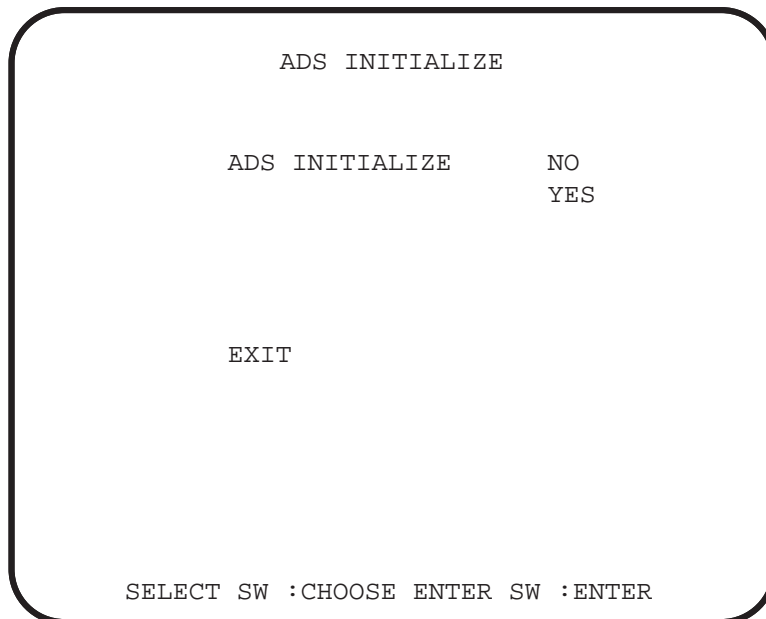 ADS INITIALIZE
ADS INITIALIZE NO
YES
EXIT
SELECT SW :CHOOSE ENTER SW :ENTER